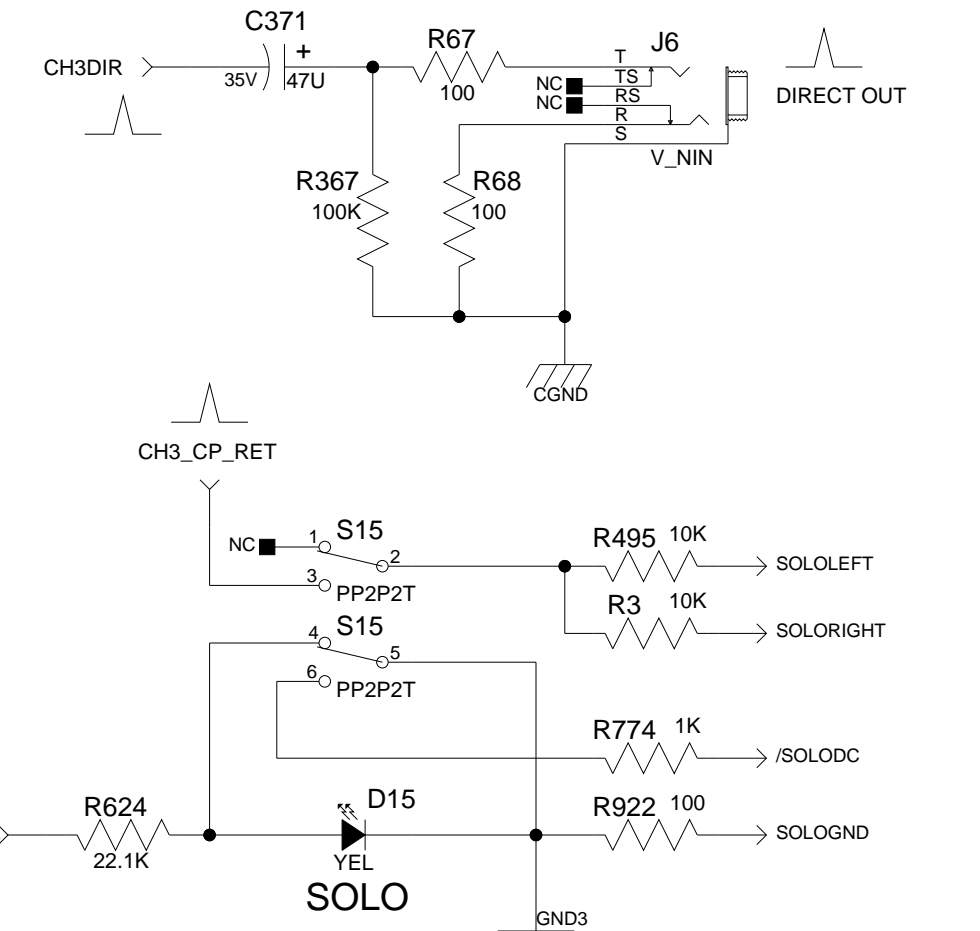 C371
+
CH3DIR
35V
47U
R67
100
J6
T
TS
NC
RS
NC
R
S
V_NIN
DIRECT OUT
R367
100K
R68
100
CGND
CH3_CP_RET
NC
1
S15
2
3
PP2P2T
R495
10K
SOLOLEFT
R3
10K
SOLORIGHT
4
S15
5
6
PP2P2T
R774
1K
/SOLODC
R624
22.1K
D15
YEL
SOLO
R922
100
SOLOGND
GND3